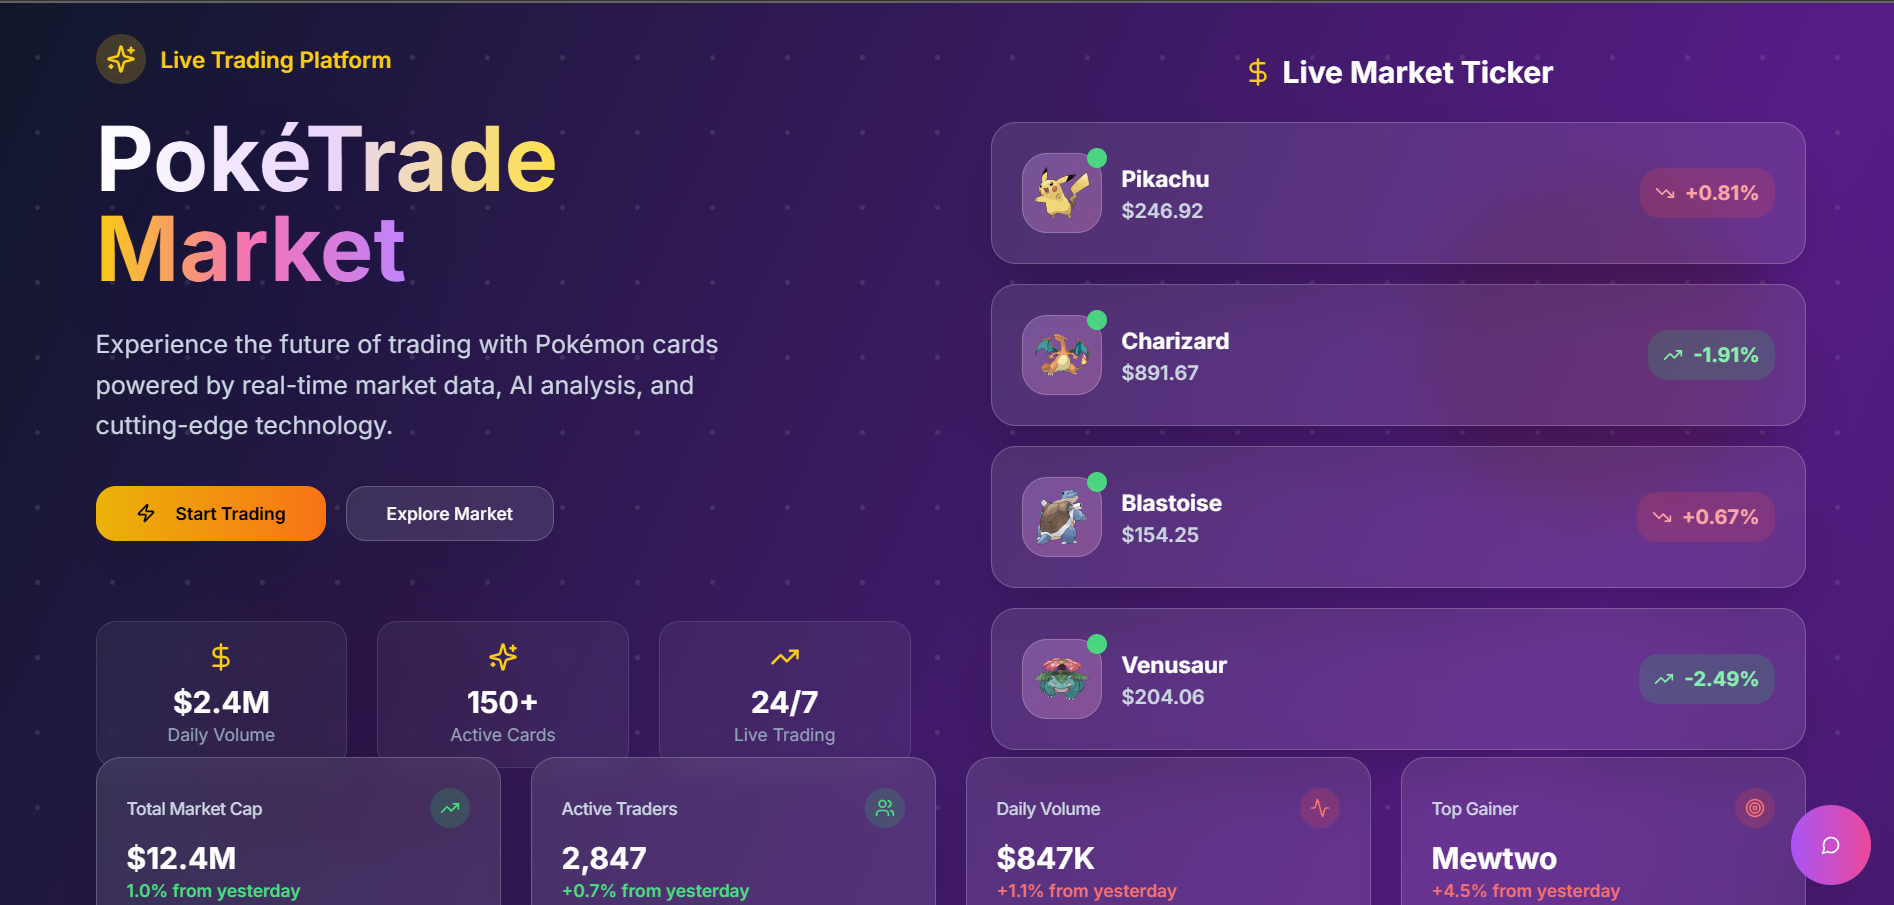 Live Trading Platform
PokéTrade
Market
Experience the future of trading with Pokémon cards
powered by real-time market data, AI analysis, and
cutting-edge technology.
Start Trading
Explore Market
$2.4M
Daily Volume
150+
Active Cards
24/7
Live Trading
Live Market Ticker
Pikachu
$246.92
+0.81%
Charizard
$891.67
-1.91%
Blastoise
$154.25
+0.67%
Venusaur
$204.06
-2.49%
Total Market Cap
$12.4M
1.0% from yesterday
Active Traders
2,847
+0.7% from yesterday
Daily Volume
$847K
+1.1% from yesterday
Top Gainer
Mewtwo
+4.5% from yesterday